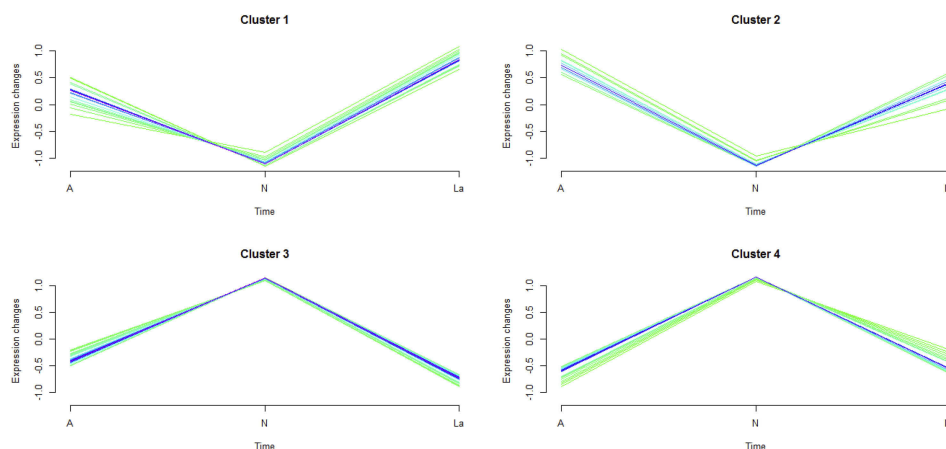 Cluster 1
Expression changes
1.0
0.5
0.0
-0.5
-1.0
A N La
Time
Cluster 2
Expression changes
1.0
0.5
0.0
-0.5
-1.0
A N
Time
Cluster 3
Expression changes
1.0
0.5
0.0
-0.5
-1.0
A N La
Time
Cluster 4
Expression changes
1.0
0.5
0.0
-0.5
-1.0
A N
Time